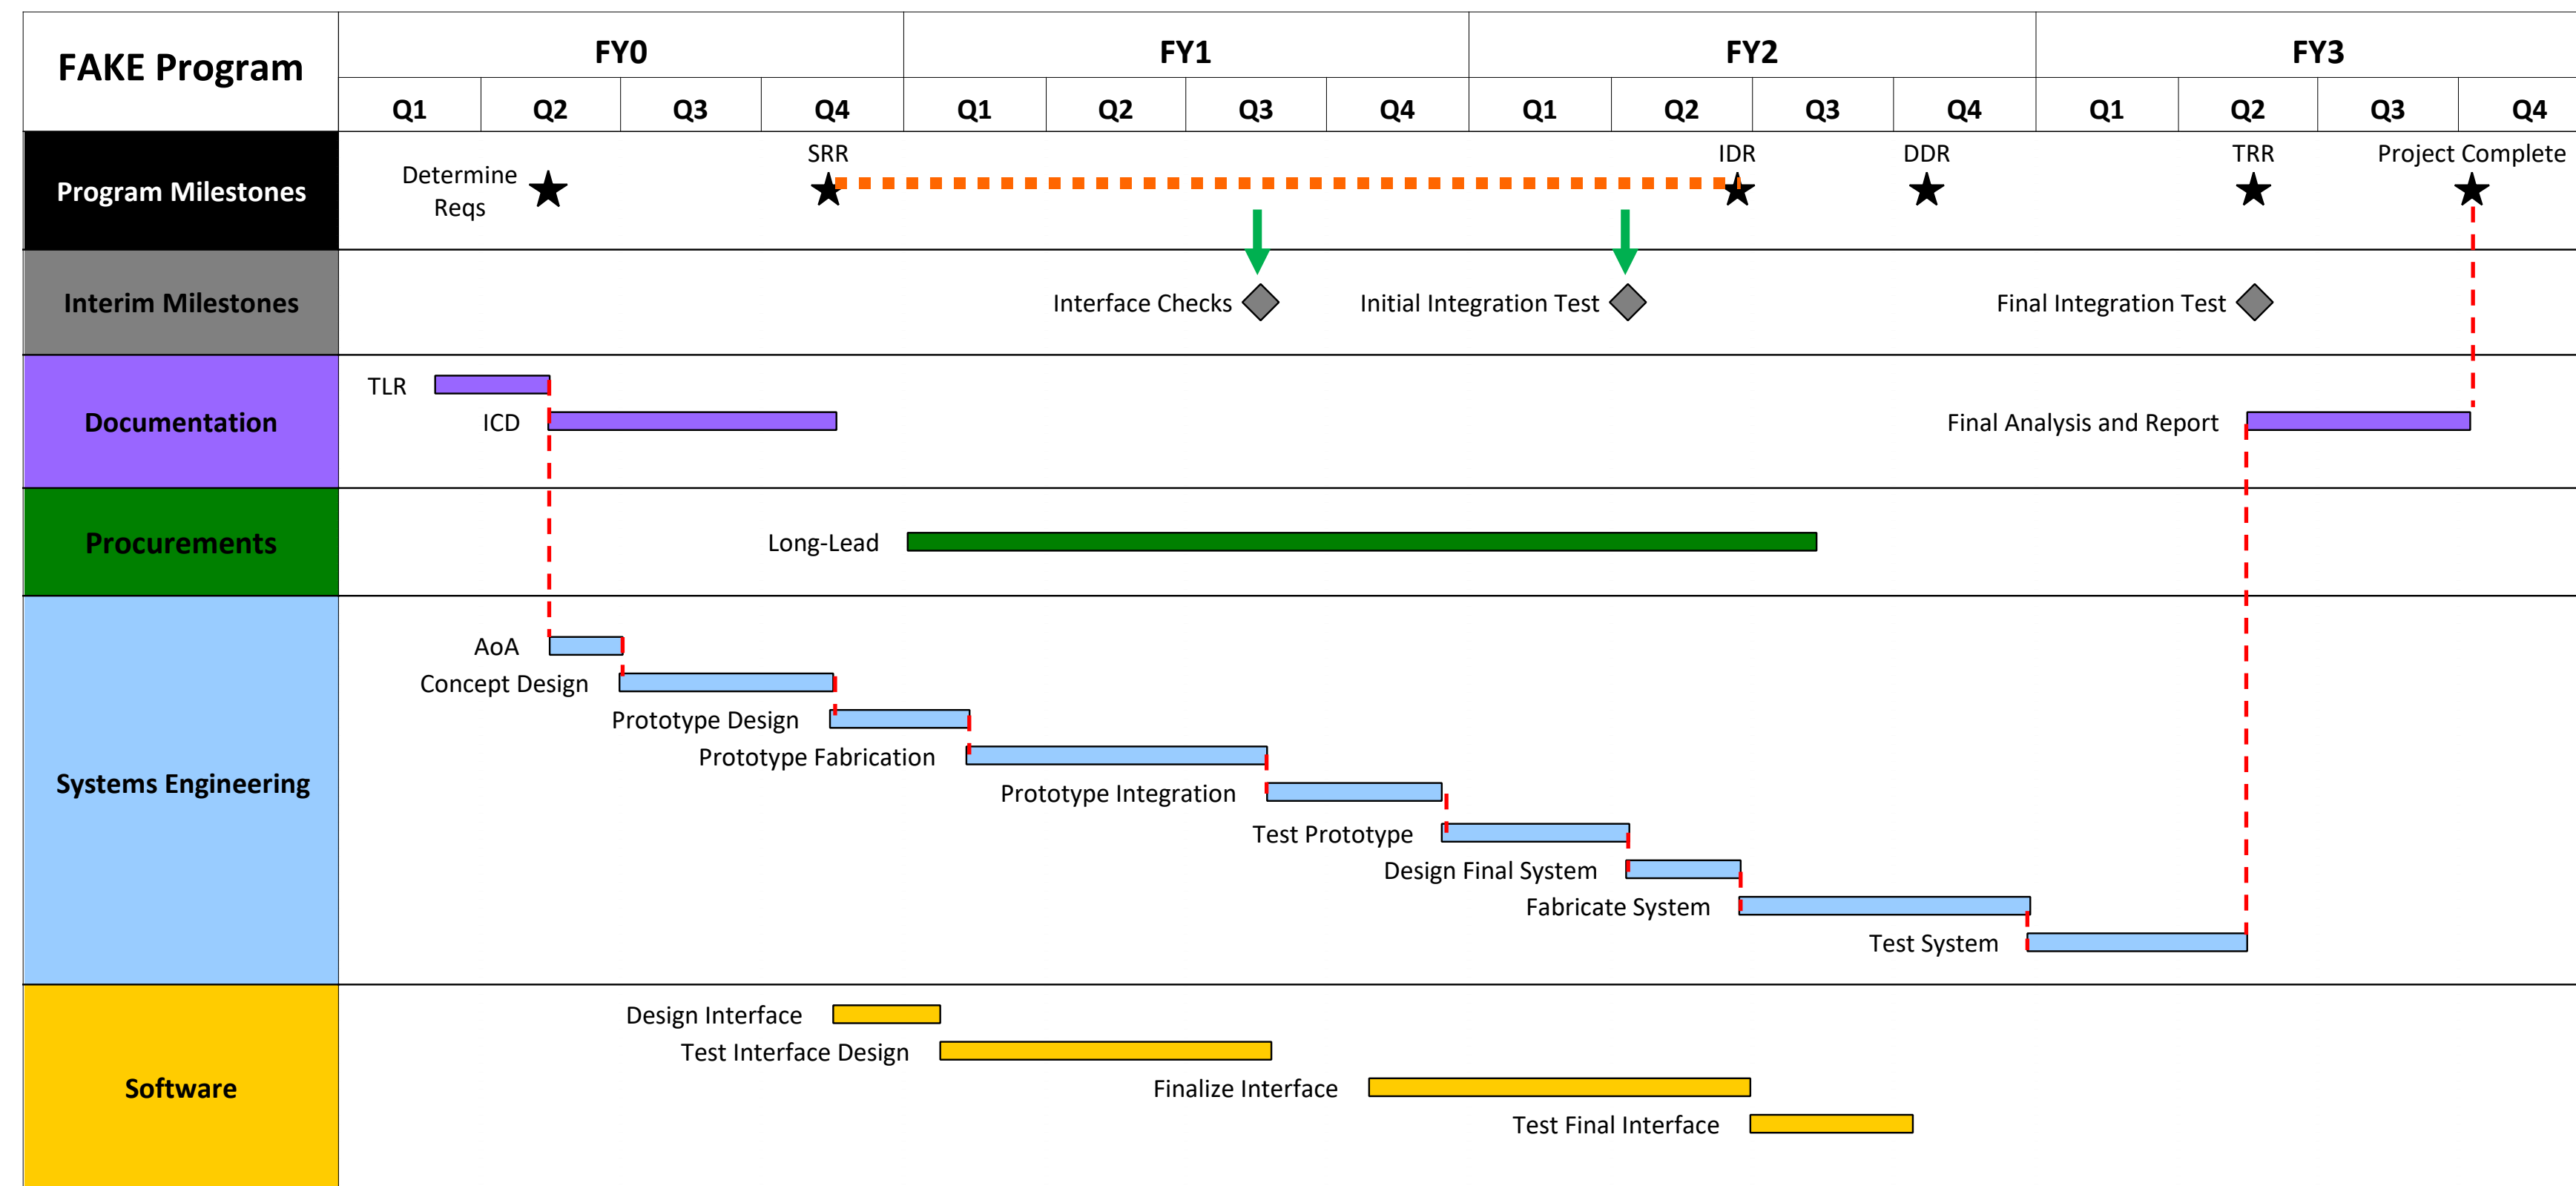 FAKE Program
FY0
FY1
FY2
FY3
Q1
Q2
Q3
Q4
Q1
Q2
Q3
Q4
Q1
Q2
Q3
Q4
Q1
Q2
Q3
Q4
Program Milestones
Determine
Reqs
SRR
IDR
DDR
TRR
Project Complete
Interim Milestones
Interface Checks
Initial Integration Test
Final Integration Test
Documentation
TLR
ICD
Final Analysis and Report
Procurements
Long-Lead
Systems Engineering
AoA
Concept Design
Prototype Design
Prototype Fabrication
Prototype Integration
Test Prototype
Design Final System
Fabricate System
Test System
Software
Design Interface
Test Interface Design
Finalize Interface
Test Final Interface